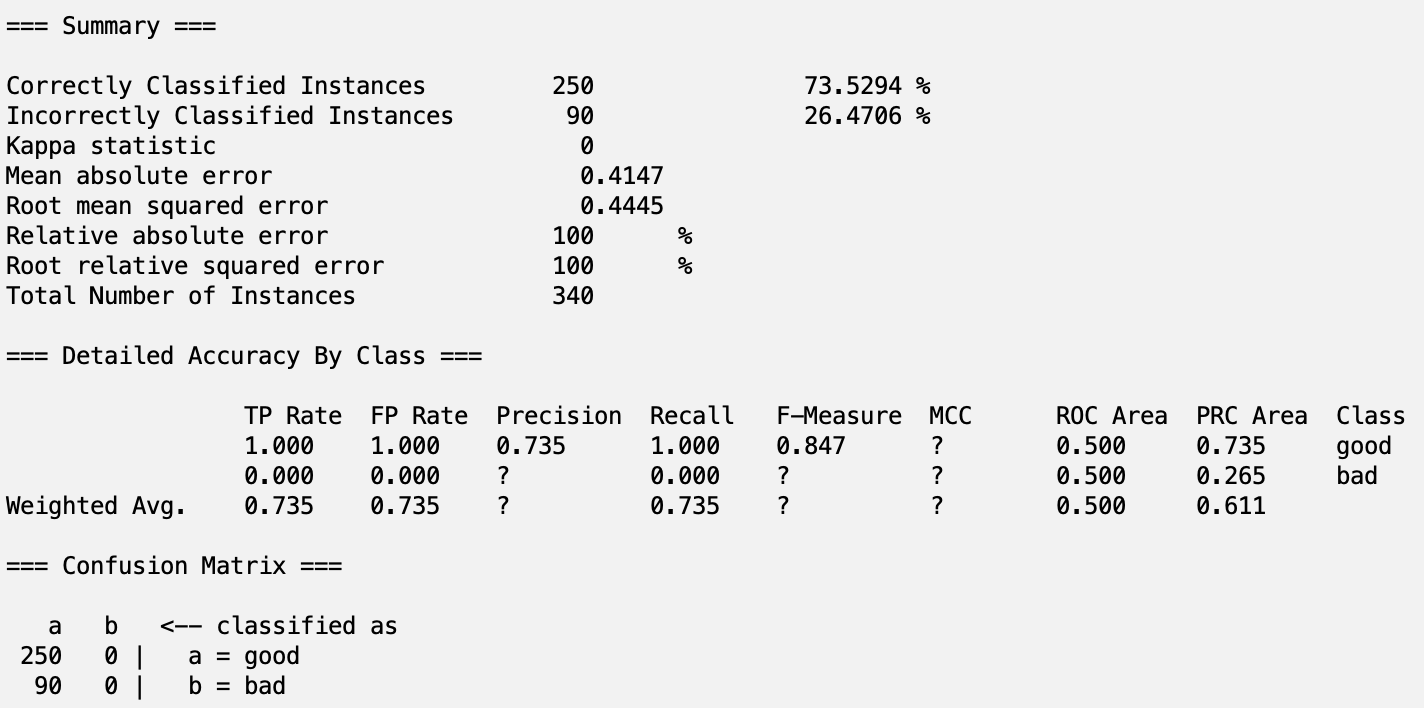 === Summary ===
Correctly Classified Instances         250               73.5294 %
Incorrectly Classified Instances        90               26.4706 %
Kappa statistic                          0
Mean absolute error                      0.4147
Root mean squared error                  0.4445
Relative absolute error                100      %
Root relative squared error            100      %
Total Number of Instances              340
=== Detailed Accuracy By Class ===
                 TP Rate  FP Rate  Precision  Recall   F-Measure  MCC      ROC Area  PRC Area  Class
                 1.000    1.000    0.735      1.000    0.847      ?        0.500     0.735     good
                 0.000    0.000    ?          0.000    ?          ?        0.500     0.265     bad
Weighted Avg.    0.735    0.735    ?          0.735    ?          ?        0.500     0.611
=== Confusion Matrix ===
   a   b   <-- classified as
 250   0 |   a = good
  90   0 |   b = bad